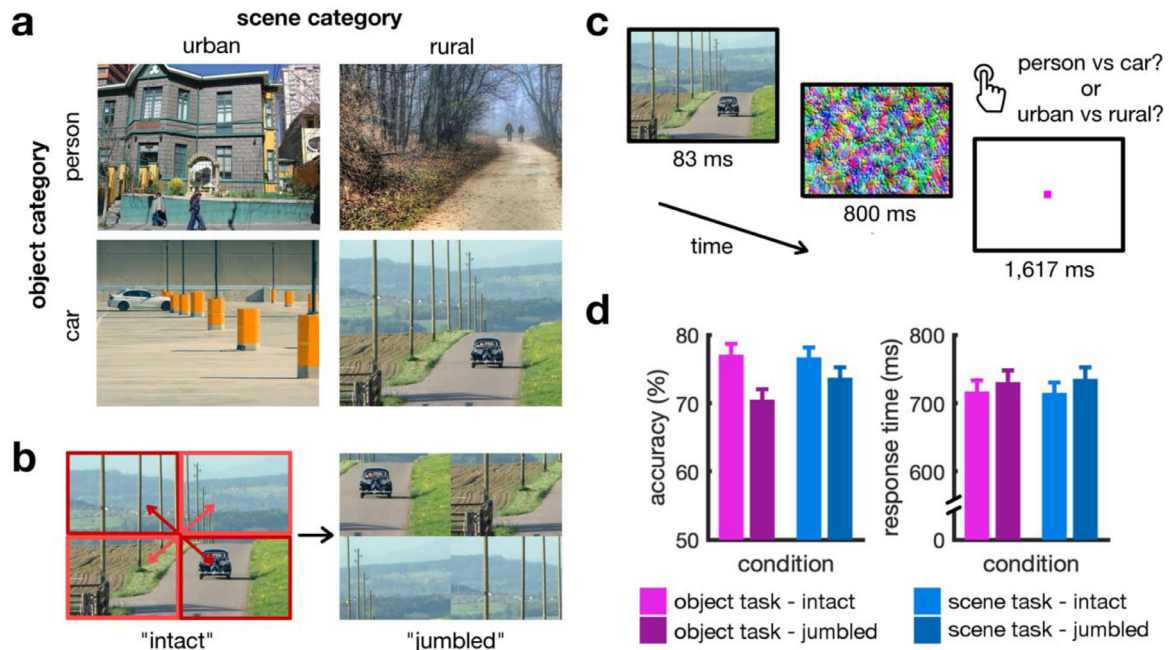 a
scene category
urban
rural
object category
person
car
b
"intact"
"jumbled"
c
83 ms
800 ms
time
person vs car?
or
urban vs rural?
1,617 ms
d
accuracy (%)
80
70
60
50
condition
response time (ms)
800
700
600
0
condition
object task - intact
object task - jumbled
scene task - intact
scene task - jumbled